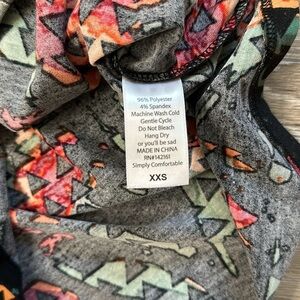 96% Polyester
4% Spandex
Machine Wash Cold
Gentle Cycle
Do Not Bleach
Hang Dry
or you'll be sad
MADE IN CHINA
RN#142161
Simply Comfortable
XXS